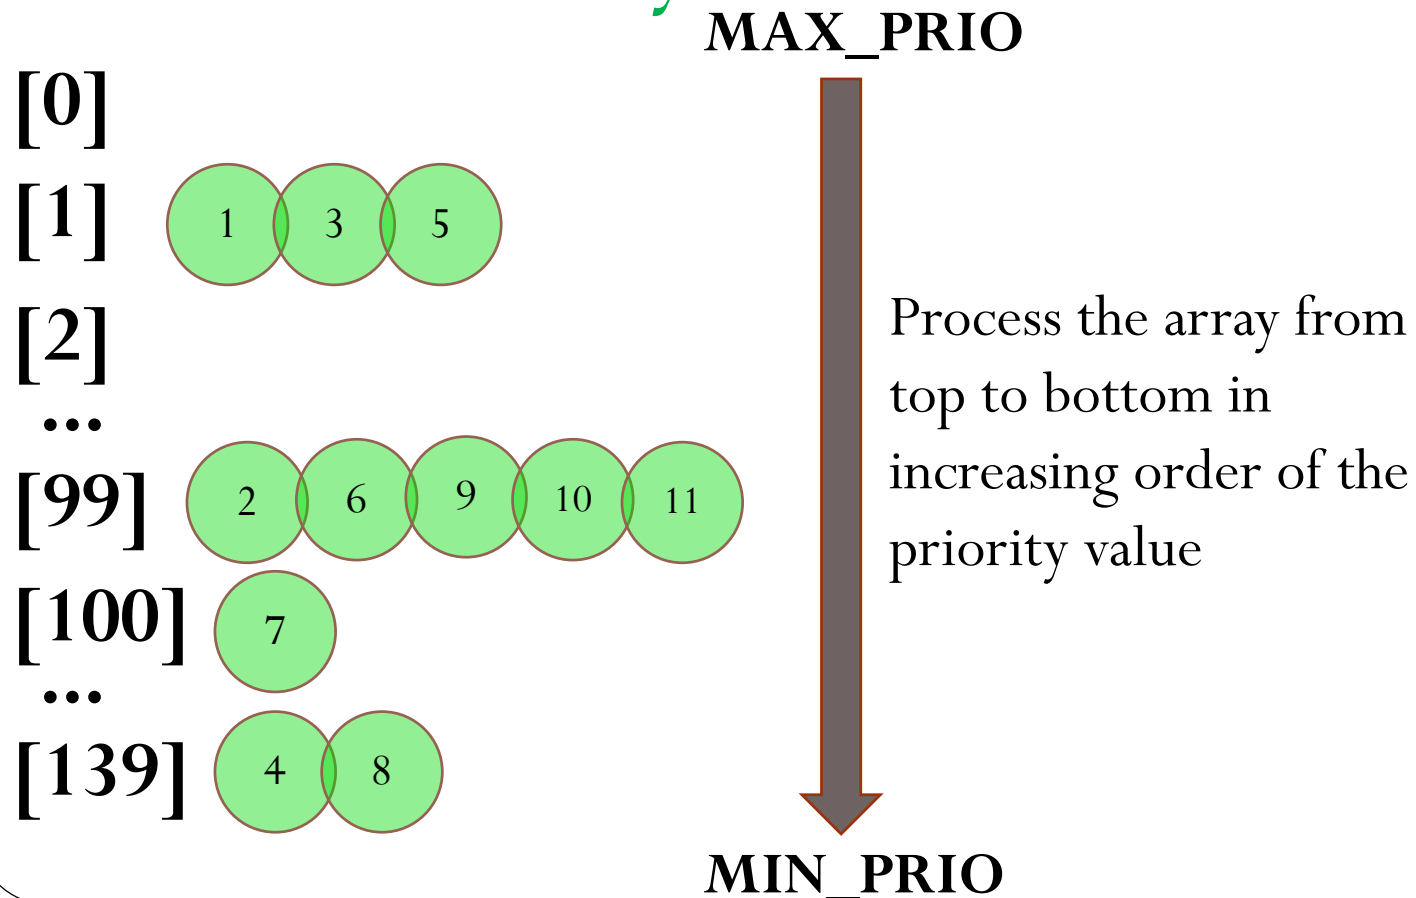 MAX_PRIO
[0]
[1] 1 3 5
[2]
...
[99] 2 6 9 10 11
[100] 7
...
[139] 4 8
Process the array from
top to bottom in
increasing order of the
priority value
MIN_PRIO